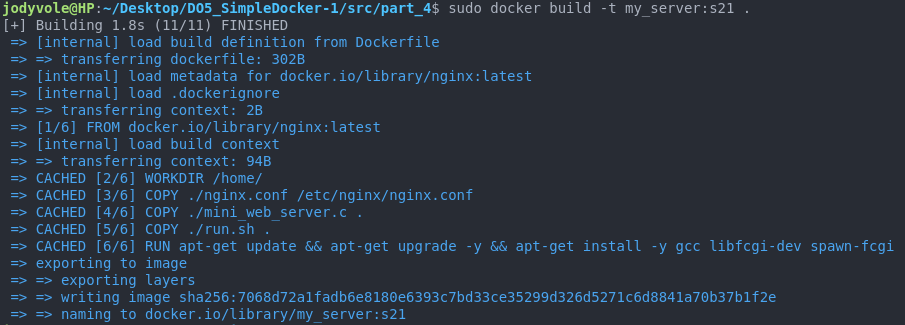 jodyvole@HP:~/Desktop/DO5_SimpleDocker-1/src/part_4$ sudo docker build -t my_server:s21 .
[+] Building 1.8s (11/11) FINISHED
=> [internal] load build definition from Dockerfile
=> => transferring dockerfile: 302B
=> [internal] load metadata for docker.io/library/nginx:latest
=> [internal] load .dockerignore
=> => transferring context: 2B
=> [1/6] FROM docker.io/library/nginx:latest
=> [internal] load build context
=> => transferring context: 94B
=> CACHED [2/6] WORKDIR /home/
=> CACHED [3/6] COPY ./nginx.conf /etc/nginx/nginx.conf
=> CACHED [4/6] COPY ./mini_web_server.c .
=> CACHED [5/6] COPY ./run.sh .
=> CACHED [6/6] RUN apt-get update && apt-get upgrade -y && apt-get install -y gcc libfcgi-dev spawn-fcgi
=> exporting to image
=> => exporting layers
=> => writing image sha256:7068d72a1fadb6e8180e6393c7bd33ce35299d326d5271c6d8841a70b37b1f2e
=> => naming to docker.io/library/my_server:s21